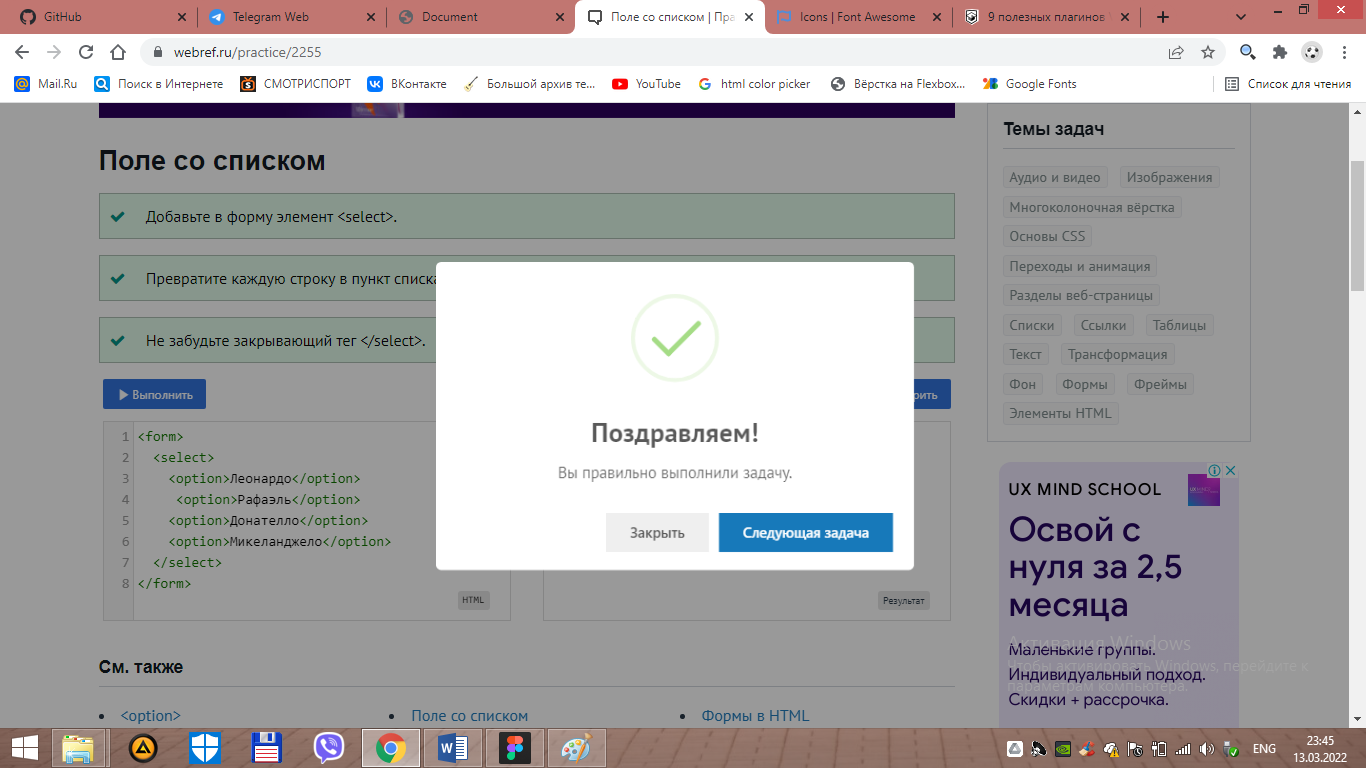 GitHub
Telegram Web
Document
Поле со списком | Пра
Icons | Font Awesome
9 полезных плагинов
webref.ru/practice/2255
Mail.Ru
Поиск в Интернете
СМОТРИСПОРТ
ВКонтакте
Большой архив те...
YouTube
html color picker
Вёрстка на Flexbox...
Google Fonts
Список для чтения
Поле со списком
Добавьте в форму элемент <select>.
Превратите каждую строку в пункт списка
Не забудьте закрывающий тег </select>.
Выполнить
рить
1 <form>
2 <select>
3 <option>Леонардо</option>
4 <option>Рафаэль</option>
5 <option>Донателло</option>
6 <option>Микеланджело</option>
7 </select>
8 </form>
HTML
Результат
Поздравляем!
Вы правильно выполнили задачу.
Закрыть
Следующая задача
См. также
<option>
Поле со списком
Формы в HTML
Темы задач
Аудио и видео Изображения
Многоколоночная вёрстка
Основы CSS
Переходы и анимация
Разделы веб-страницы
Списки Ссылки Таблицы
Текст Трансформация
Фон Формы Фреймы
Элементы HTML
UX MIND SCHOOL
Освой с
нуля за 2,5
месяца
Маленькие группы.
Индивидуальный подход.
Скидки + рассрочка.
Активация Windows
Чтобы активировать Windows, перейдите к
параметрам компьютера.
ENG
23:45
13.03.2022